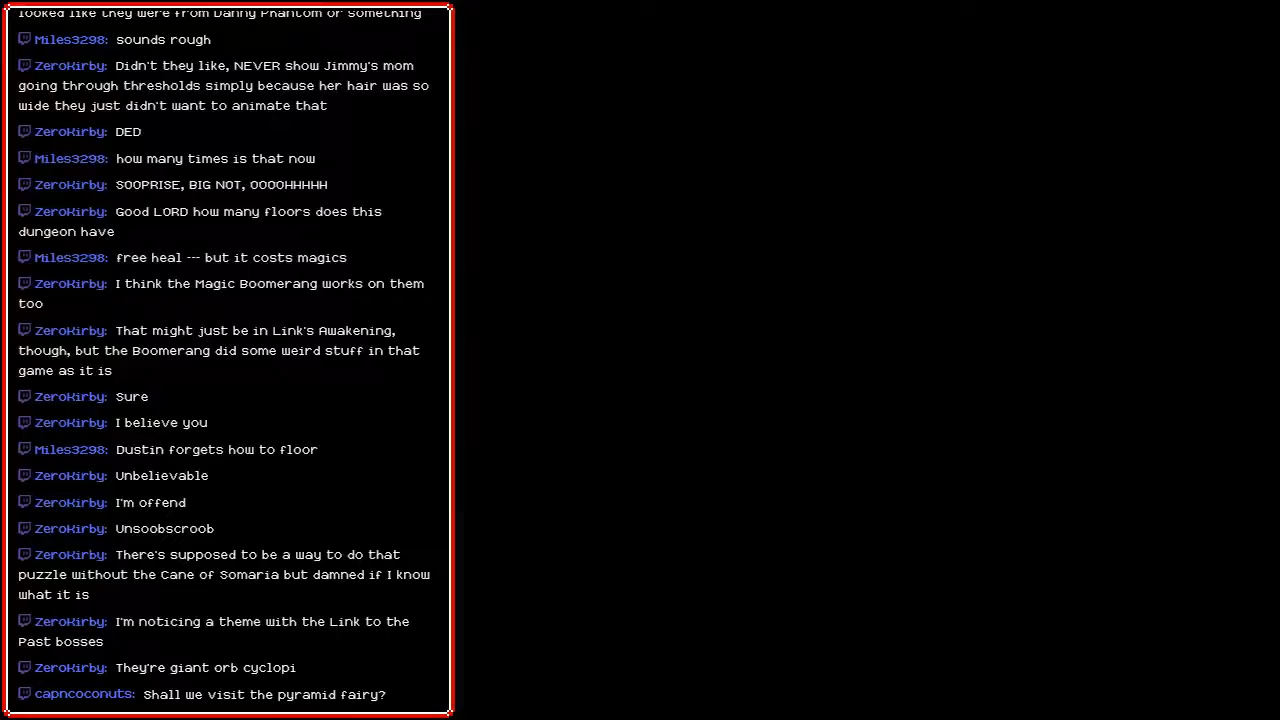 looked like they were from Danny Phantom or something
Miles3298: sounds rough
ZeroKirby: Didn't they like, NEVER show Jimmy's mom
going through thresholds simply because her hair was so
wide they just didn't want to animate that
ZeroKirby: DED
Miles3298: how many times is that now
ZeroKirby: SOOPRISE, BIG NOT, OOOOHHHHH
ZeroKirby: Good LORD how many floors does this
dungeon have
Miles3298: free heal --- but it costs magics
ZeroKirby: I think the Magic Boomerang works on them
too
ZeroKirby: That might just be in Link's Awakening,
though, but the Boomerang did some weird stuff in that
game as it is
ZeroKirby: Sure
ZeroKirby: I believe you
Miles3298: Dustin forgets how to floor
ZeroKirby: Unbelievable
ZeroKirby: I'm offend
ZeroKirby: Unsoobscroob
ZeroKirby: There's supposed to be a way to do that
puzzle without the Cane of Somaria but damned if I know
what it is
ZeroKirby: I'm noticing a theme with the Link to the
Past bosses
ZeroKirby: They're giant orb cyclopi
capncoconuts: Shall we visit the pyramid fairy?